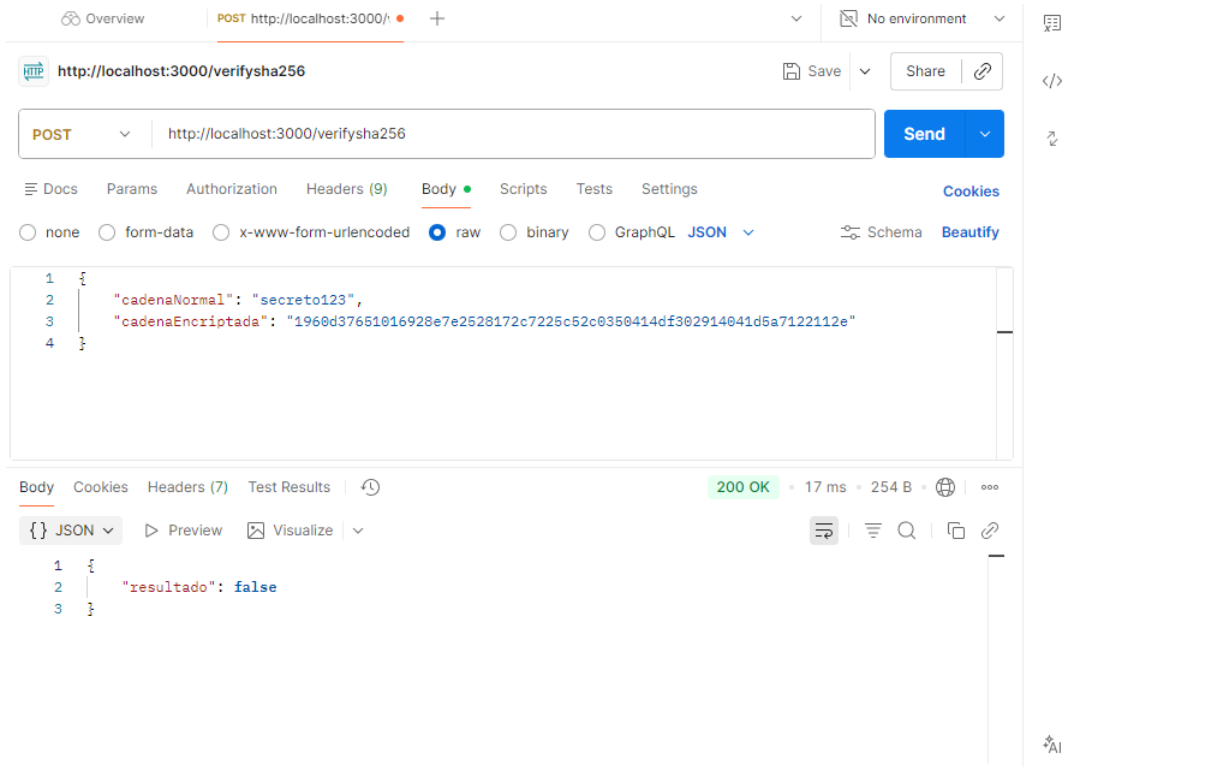 Overview
POST http://localhost:3000/
No environment
HTTP http://localhost:3000/verifysha256
Save
Share
POST
http://localhost:3000/verifysha256
Send
Docs Params Authorization Headers (9) Body Scripts Tests Settings Cookies
none form-data x-www-form-urlencoded raw binary GraphQL JSON Schema Beautify
1 {
2 "cadenaNormal": "secreto123",
3 "cadenaEncriptada": "1960d37651016928e7e2528172c7225c52c0350414df302914041d5a7122112e"
4 }
Body Cookies Headers (7) Test Results 200 OK 17 ms 254 B
{} JSON Preview Visualize
1 {
2 "resultado": false
3 }
AI